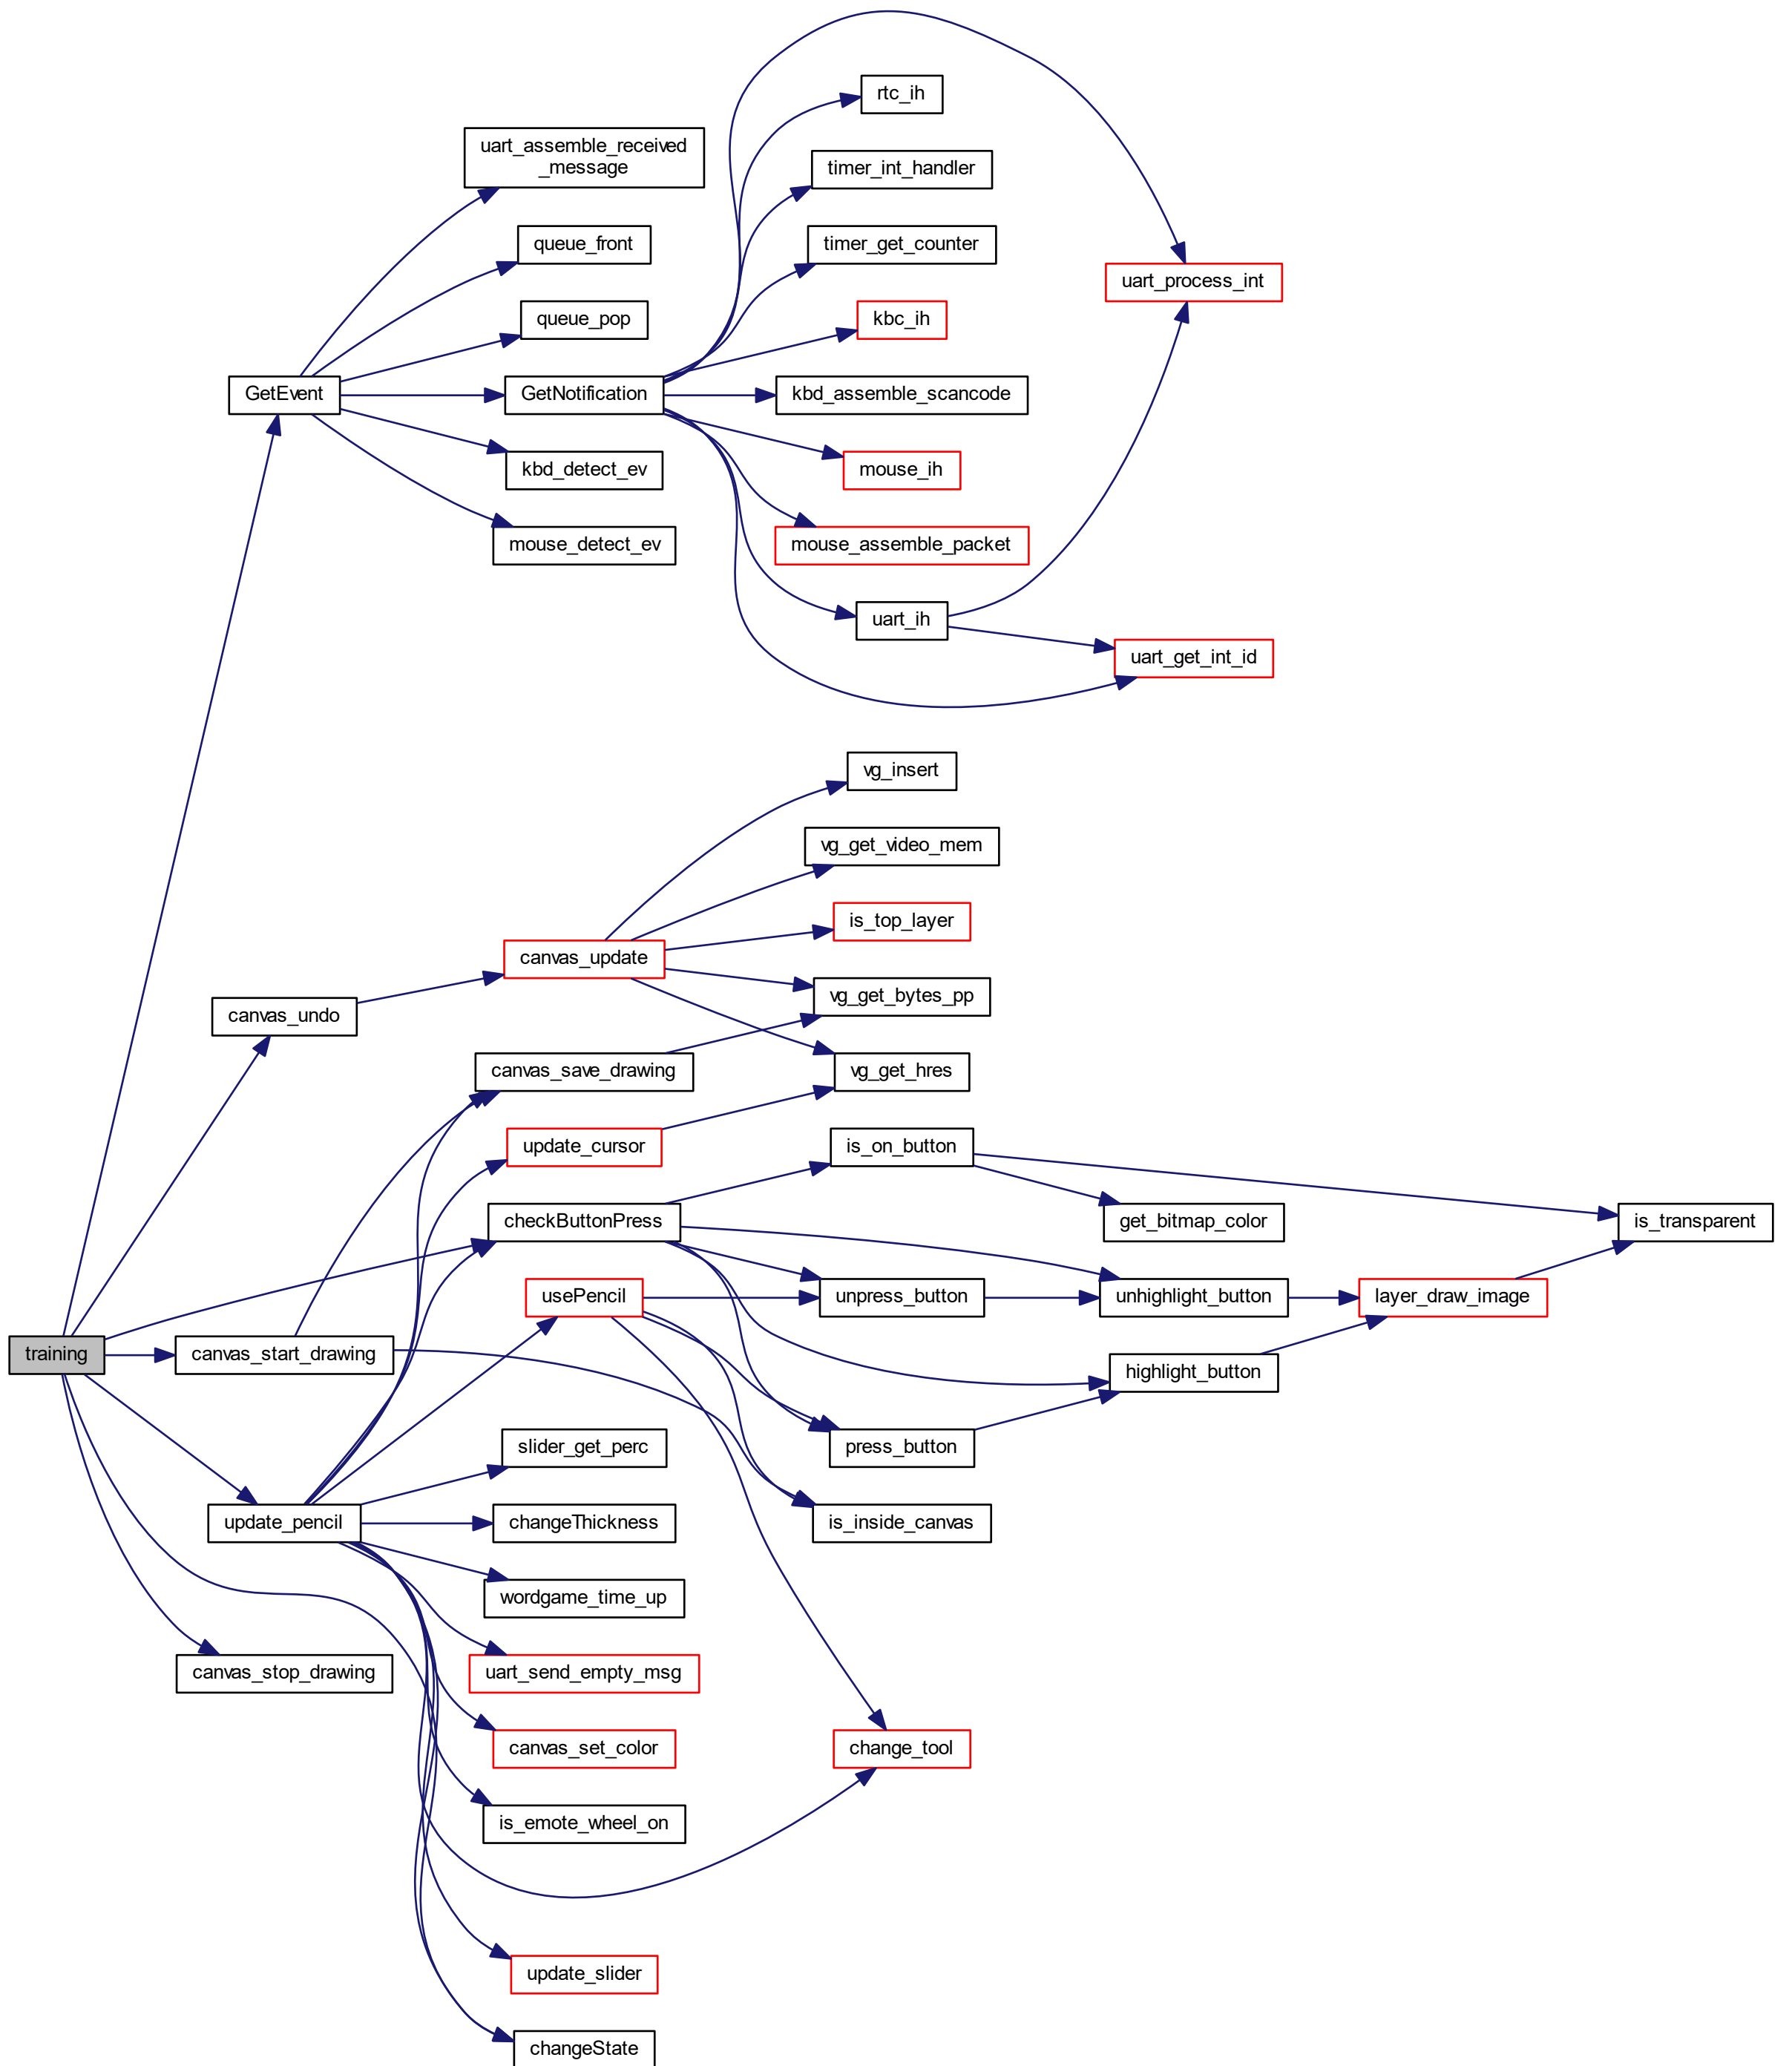 rtc_ih
uart_assemble_received
_message
timer_int_handler
queue_front
timer_get_counter
uart_process_int
queue_pop
kbc_ih
GetEvent
GetNotification
kbd_assemble_scancode
kbd_detect_ev
mouse_ih
mouse_detect_ev
mouse_assemble_packet
uart_ih
uart_get_int_id
vg_insert
vg_get_video_mem
is_top_layer
canvas_update
vg_get_bytes_pp
canvas_undo
canvas_save_drawing
vg_get_hres
update_cursor
is_on_button
checkButtonPress
get_bitmap_color
is_transparent
usePencil
unpress_button
unhighlight_button
layer_draw_image
training
canvas_start_drawing
highlight_button
slider_get_perc
press_button
update_pencil
changeThickness
is_inside_canvas
wordgame_time_up
canvas_stop_drawing
uart_send_empty_msg
canvas_set_color
change_tool
is_emote_wheel_on
update_slider
changeState